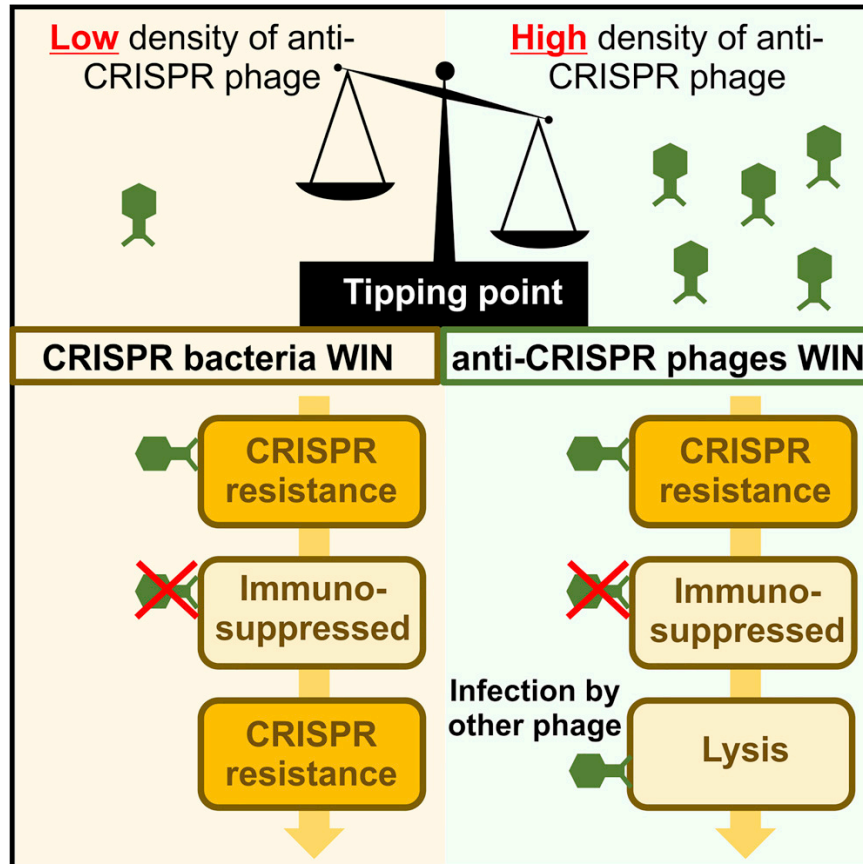 Low density of anti-
CRISPR phage
High density of anti-
CRISPR phage
Tipping point
CRISPR bacteria WIN
anti-CRISPR phages WIN
CRISPR
resistance
Immuno-
suppressed
CRISPR
resistance
CRISPR
resistance
Immuno-
suppressed
Infection by
other phage
Lysis